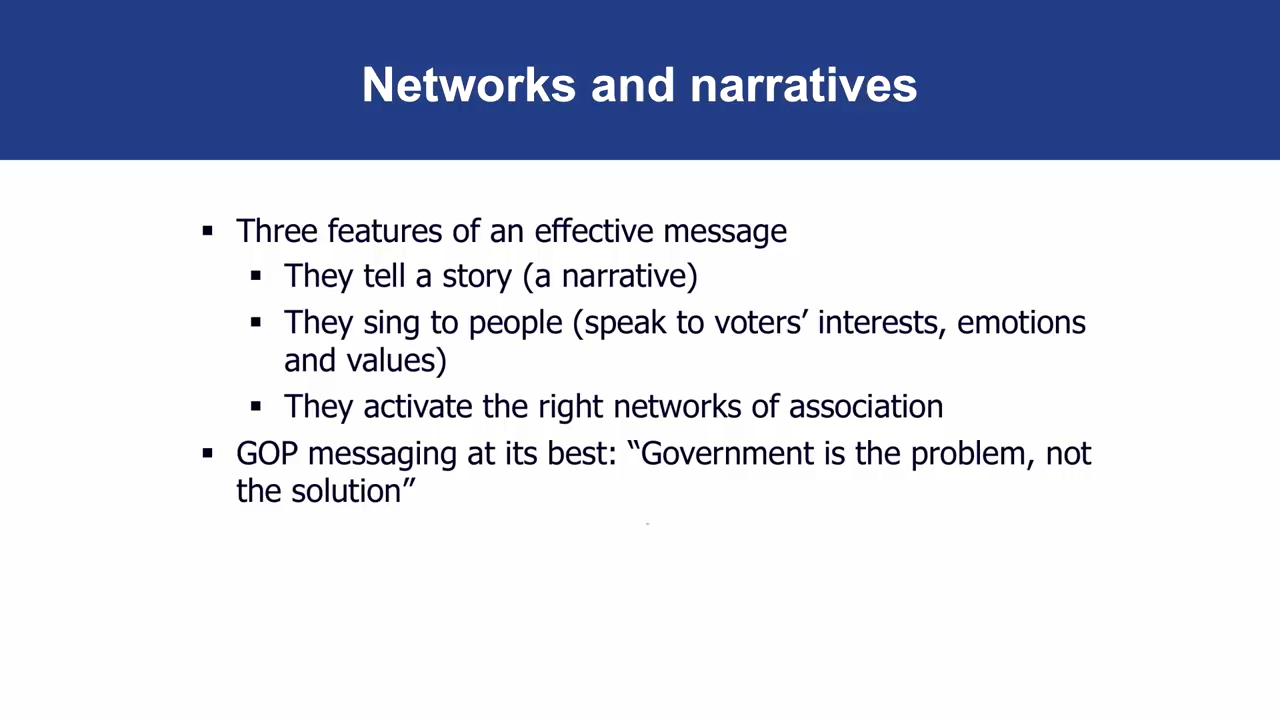 Networks and narratives
▪ Three features of an effective message
▪ They tell a story (a narrative)
▪ They sing to people (speak to voters’ interests, emotions
and values)
▪ They activate the right networks of association
▪ GOP messaging at its best: “Government is the problem, not
the solution”